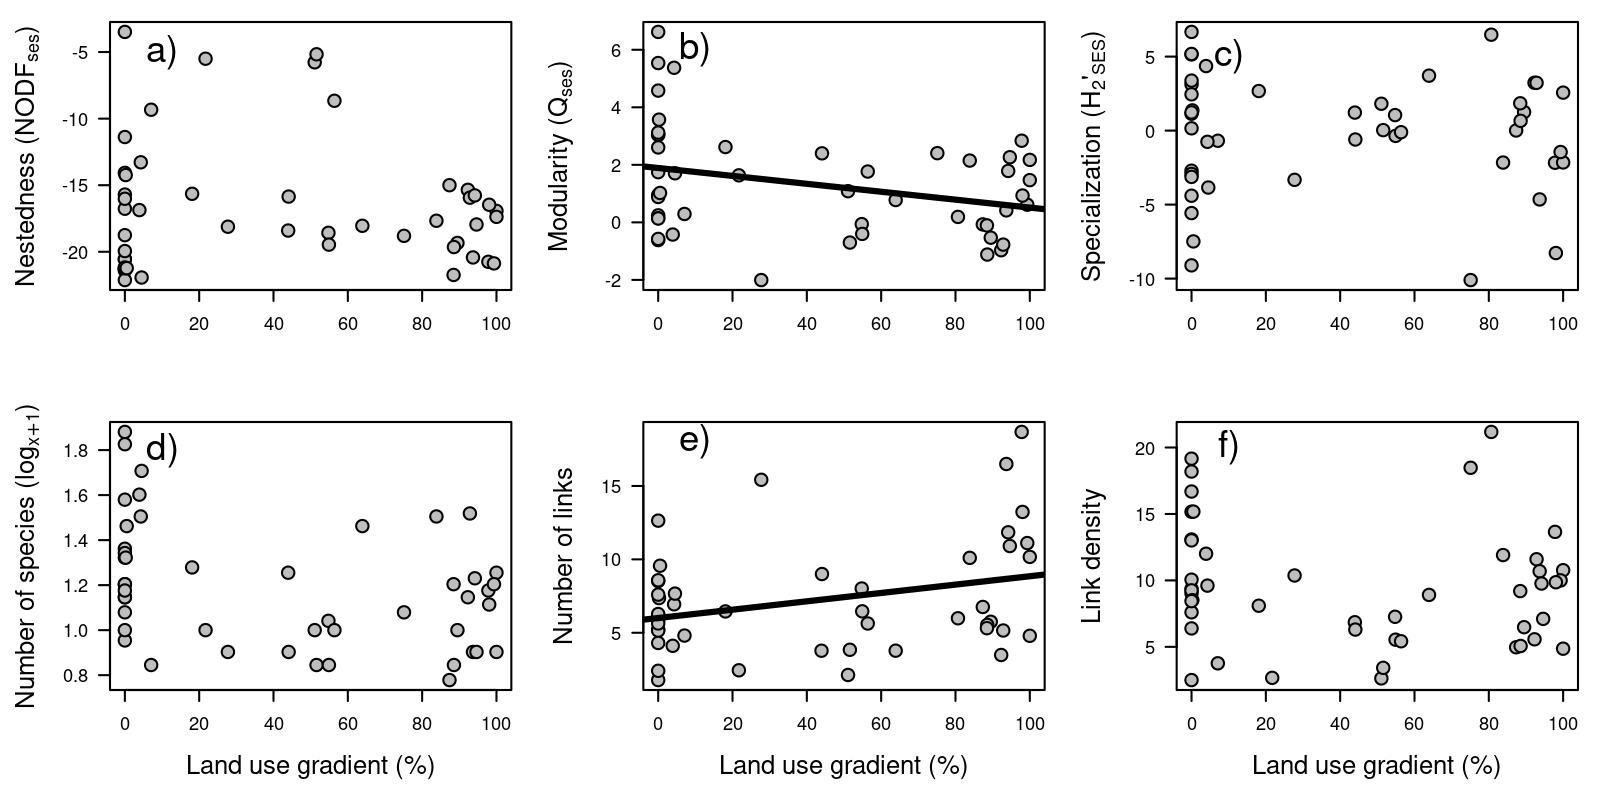 Nestedness (NODFses)
a)
-5
-10
-15
-20
0 20 40 60 80 100
Modularity (Qses)
b)
6
4
2
0
-2
0 20 40 60 80 100
Specialization (H2'SES)
c)
5
0
-5
-10
0 20 40 60 80 100
Number of species (logx+1)
d)
1.8
1.6
1.4
1.2
1.0
0.8
0 20 40 60 80 100
Land use gradient (%)
Number of links
e)
15
10
5
0 20 40 60 80 100
Land use gradient (%)
Link density
f)
20
15
10
5
0 20 40 60 80 100
Land use gradient (%)